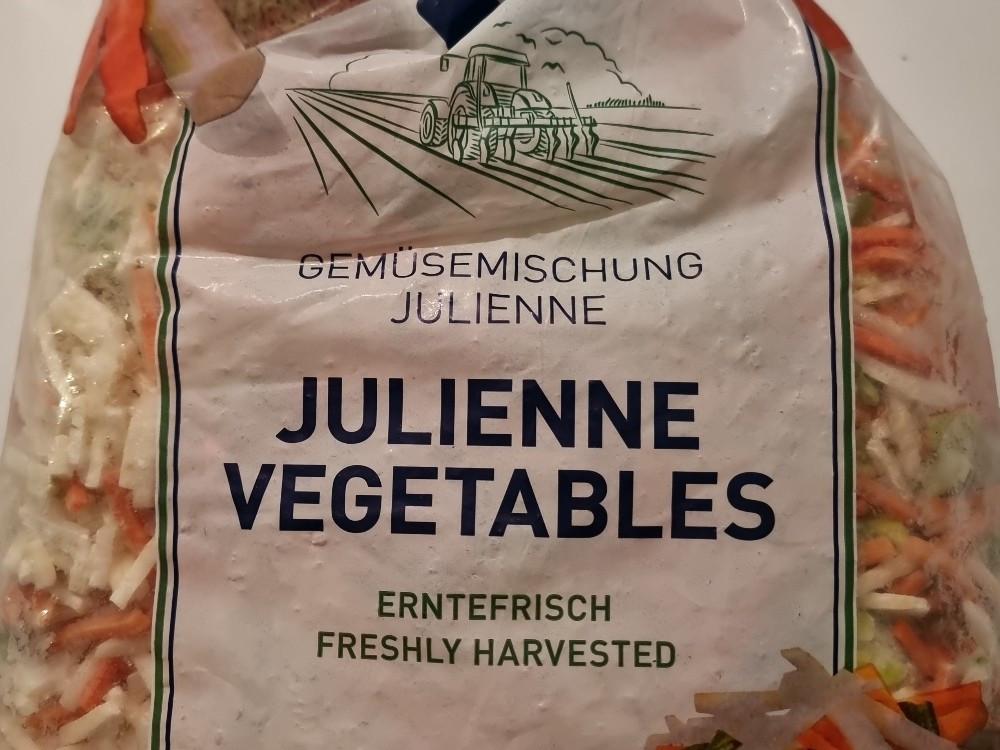 GEMÜSEMISCHUNG
JULIENNE
JULIENNE
VEGETABLES
ERNTEFRISCH
FRESHLY HARVESTED